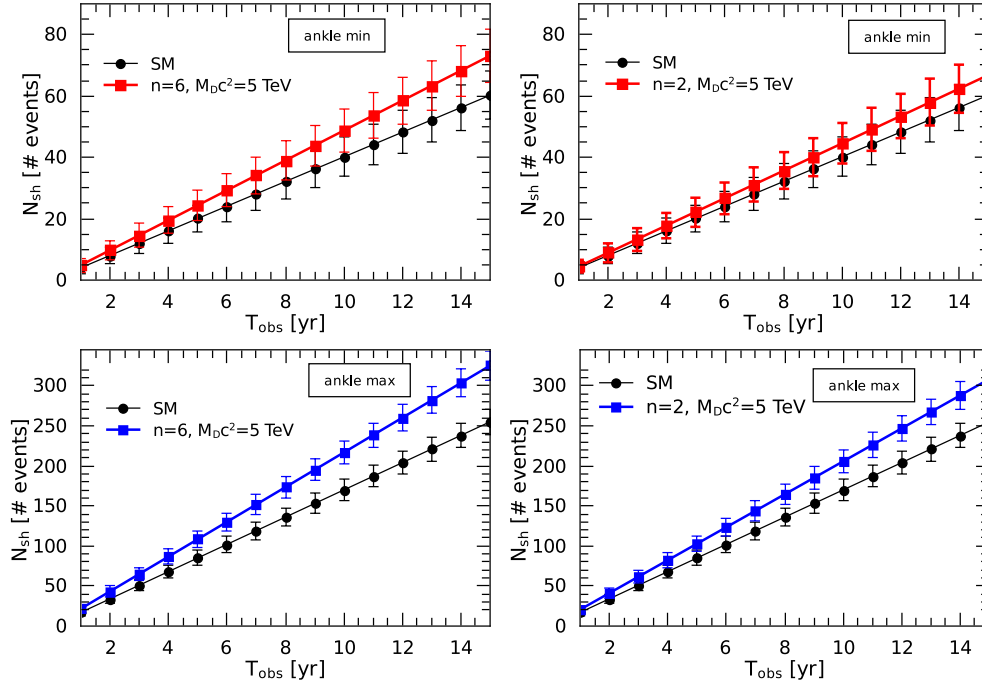 ankle min
SM
n=6, M_Dc²=5 TeV
N_sh [# events]
80
60
40
20
0
2 4 6 8 10 12 14
T_obs [yr]
ankle min
SM
n=2, M_Dc²=5 TeV
N_sh [# events]
80
60
40
20
0
2 4 6 8 10 12 14
T_obs [yr]
ankle max
SM
n=6, M_Dc²=5 TeV
N_sh [# events]
300
250
200
150
100
50
0
2 4 6 8 10 12 14
T_obs [yr]
ankle max
SM
n=2, M_Dc²=5 TeV
N_sh [# events]
300
250
200
150
100
50
0
2 4 6 8 10 12 14
T_obs [yr]